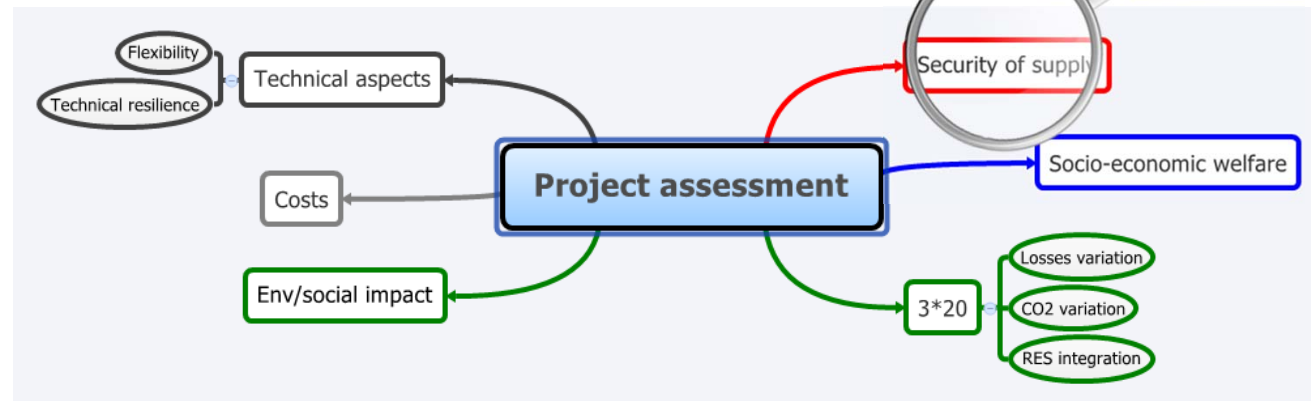 Flexibility
Technical resilience
Technical aspects
Costs
Env/social impact
Project assessment
Security of supply
Socio-economic welfare
3*20
Losses variation
CO2 variation
RES integration